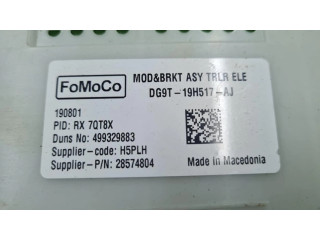 FoMoCo
MOD&BRKT ASY TRLR ELE
DG9T-19H517-AJ
190801
PID: RX 7QT8X
Duns No: 499329883
Supplier-code: H5PLH
Supplier-P/N: 28574804
Made in Macedonia